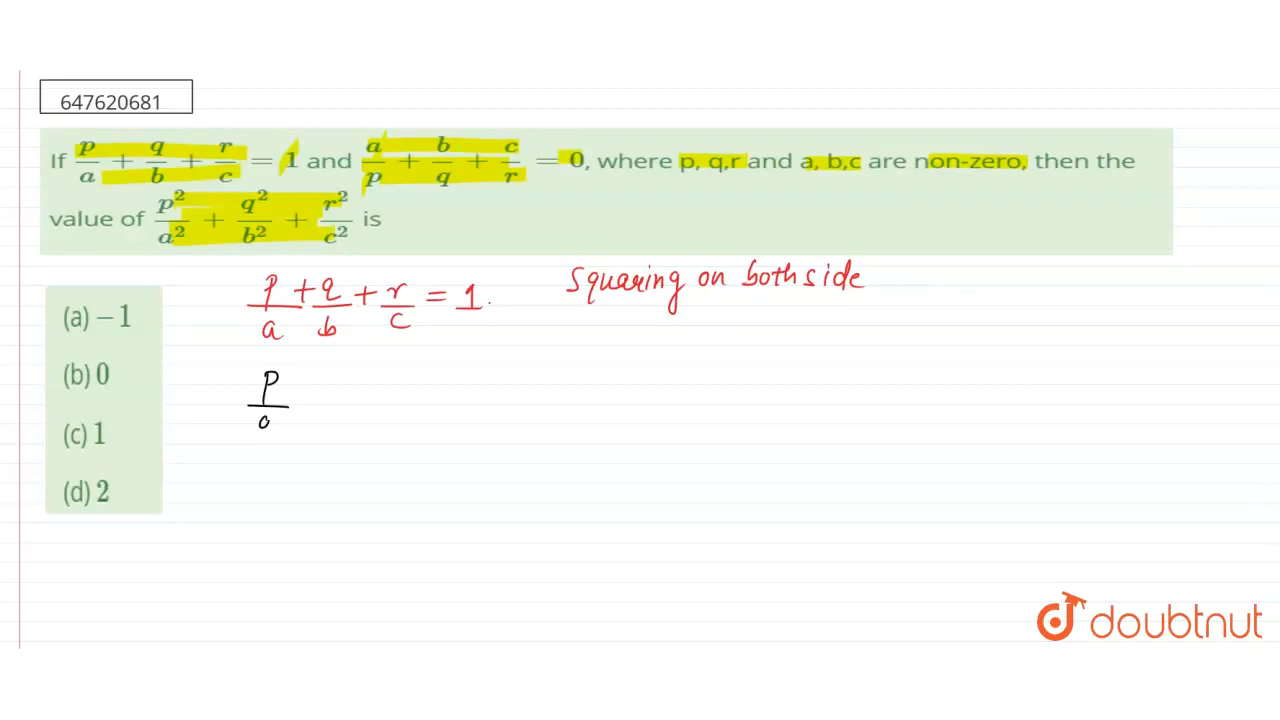 647620681
If p/a + q/b + r/c = 1 and a/p + b/q + c/r = 0, where p, q,r and a, b,c are non-zero, then the
value of p²/a² + q²/b² + r²/c² is
p/a + q/b + r/c = 1. Squaring on both side
(a) −1
(b) 0
(c) 1
(d) 2
p/a
doubtnut